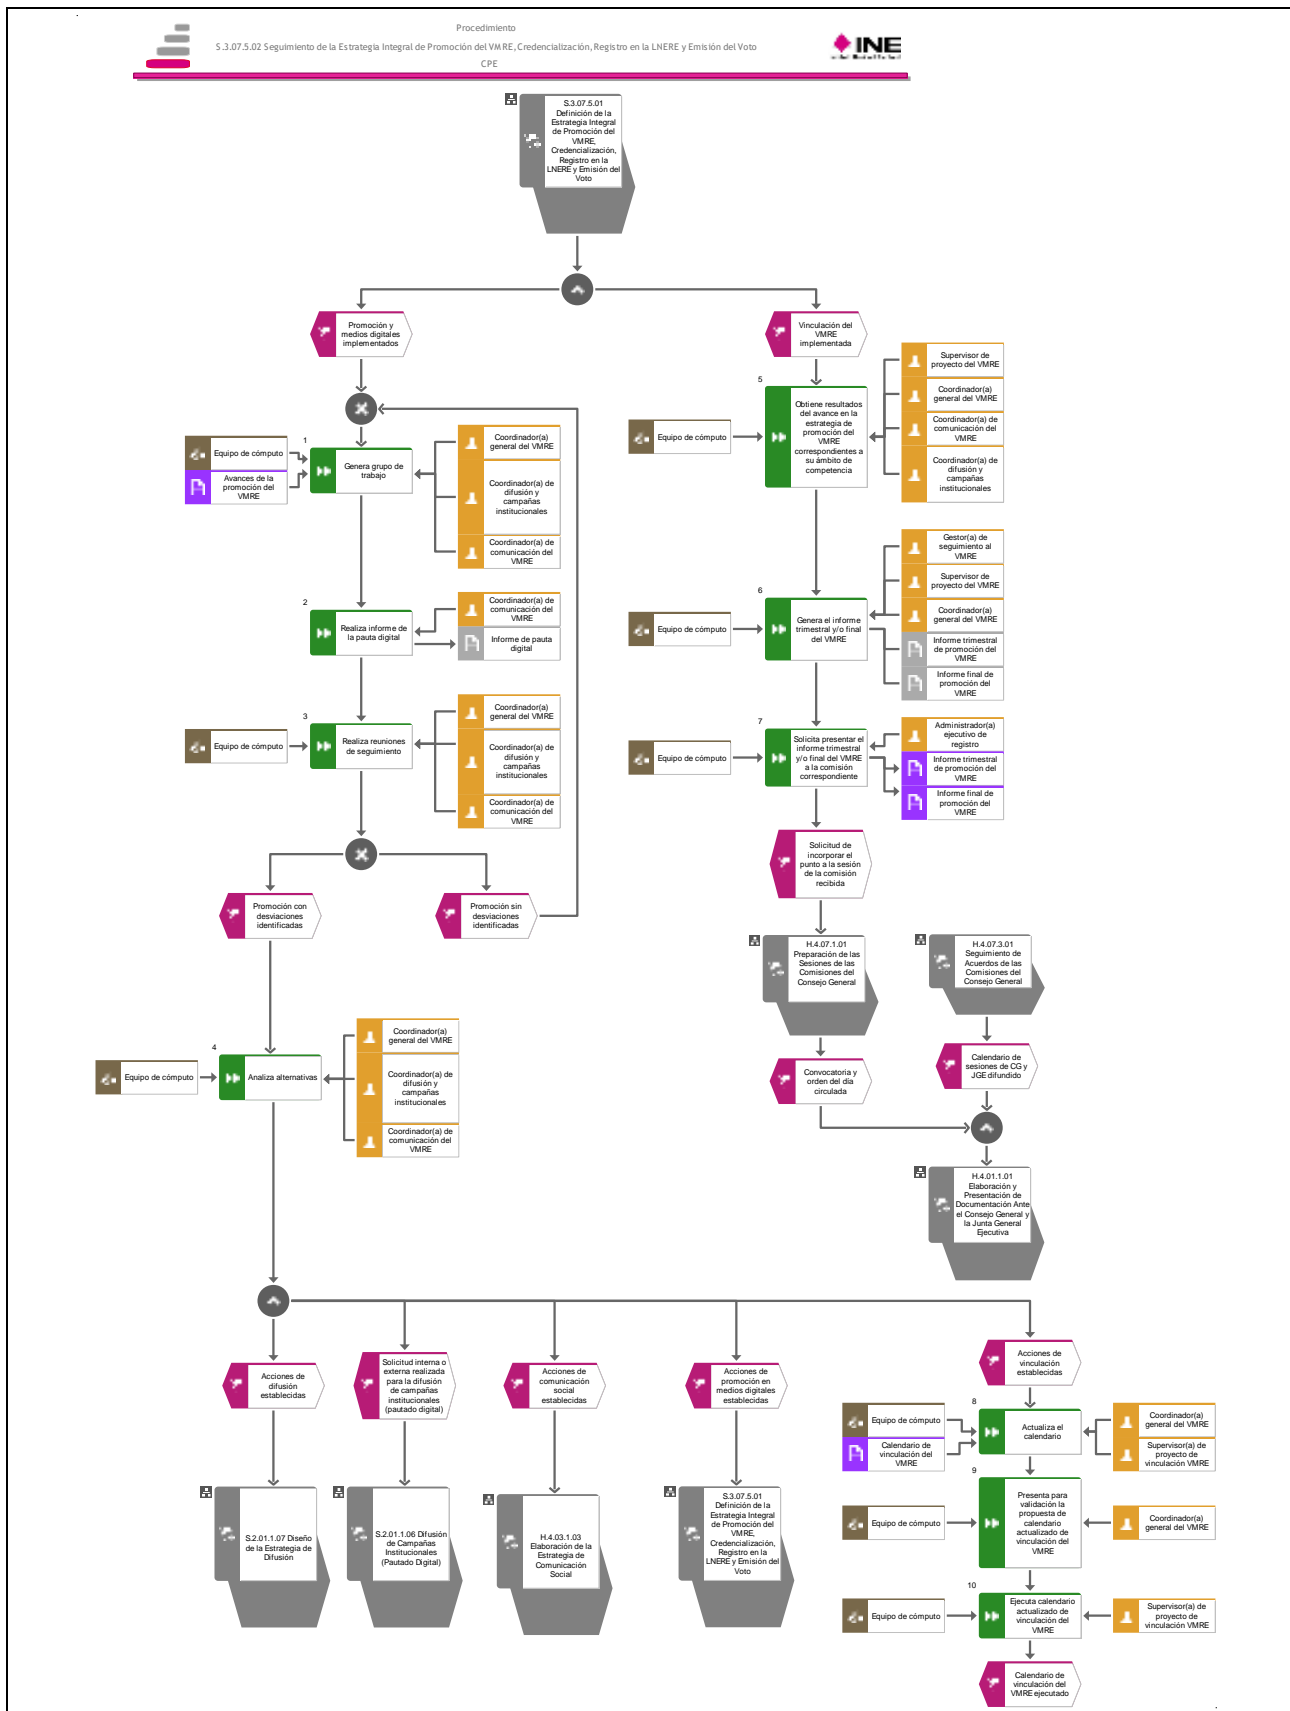 Procedimiento
S.3.07.5.02 Seguimiento de la Estrategia Integral de Promoción del VMRE, Credencialización, Registro en la LNERE y Emisión del Voto
CPE
INE
S.3.07.5.01
Definición de la
Estrategia Integral
de Promoción del
VMRE,
Credencialización,
Registro en la
LNERE y Emisión del
Voto
Promoción y
medios digitales
implementados
Vinculación del
VMRE
implementada
1
Equipo de cómputo
Avances de la
promoción del
VMRE
Genera grupo de
trabajo
Coordinador(a)
general del VMRE
Coordinador(a) de
difusión y
campañas
institucionales
Coordinador(a) de
comunicación del
VMRE
2
Realiza informe de
la pauta digital
Coordinador(a) de
comunicación del
VMRE
Informe de pauta
digital
3
Equipo de cómputo
Realiza reuniones
de seguimiento
Coordinador(a)
general del VMRE
Coordinador(a) de
difusión y
campañas
institucionales
Coordinador(a) de
comunicación del
VMRE
Promoción con
desviaciones
identificadas
Promoción sin
desviaciones
identificadas
4
Equipo de cómputo
Analiza alternativas
Coordinador(a)
general del VMRE
Coordinador(a) de
difusión y
campañas
institucionales
Coordinador(a) de
comunicación del
VMRE
5
Equipo de cómputo
Obtiene resultados
del avance en la
estrategia de
promoción del
VMRE
correspondientes a
su ámbito de
competencia
Supervisor de
proyecto del VMRE
Coordinador(a)
general del VMRE
Coordinador(a) de
comunicación del
VMRE
Coordinador(a) de
difusión y
campañas
institucionales
6
Equipo de cómputo
Genera el informe
trimestral y/o final
del VMRE
Gestor(a) de
seguimiento al
VMRE
Supervisor de
proyecto del VMRE
Coordinador(a)
general del VMRE
Informe trimestral
de promoción del
VMRE
Informe final de
promoción del
VMRE
7
Equipo de cómputo
Solicita presentar el
informe trimestral
y/o final del VMRE
a la comisión
correspondiente
Administrador(a)
ejecutivo de
registro
Informe trimestral
de promoción del
VMRE
Informe final de
promoción del
VMRE
Solicitud de
incorporar el
punto a la sesión
de la comisión
recibida
H.4.07.1.01
Preparación de las
Sesiones de las
Comisiones del
Consejo General
H.4.07.3.01
Seguimiento de
Acuerdos de las
Comisiones del
Consejo General
Convocatoria y
orden del día
circulada
Calendario de
sesiones de CG y
JGE difundido
H.4.01.1.01
Elaboración y
Presentación de
Documentación Ante
el Consejo General y
la Junta General
Ejecutiva
Acciones de
difusión
establecidas
Solicitud interna o
externa realizada
para la difusión
de campañas
institucionales
(pautado digital)
Acciones de
comunicación
social
establecidas
Acciones de
promoción en
medios digitales
establecidas
Acciones de
vinculación
establecidas
S.2.01.1.07 Diseño
de la Estrategia de
Difusión
S.2.01.1.06 Difusión
de Campañas
Institucionales
(Pautado Digital)
H.4.03.1.03
Elaboración de la
Estrategia de
Comunicación
Social
S.3.07.5.01
Definición de la
Estrategia Integral
de Promoción del
VMRE,
Credencialización,
Registro en la
LNERE y Emisión del
Voto
8
Equipo de cómputo
Calendario de
vinculación del
VMRE
Actualiza el
calendario
Coordinador(a)
general del VMRE
Supervisor(a) de
proyecto de
vinculación VMRE
9
Equipo de cómputo
Presenta para
validación la
propuesta de
calendario
actualizado de
vinculación del
VMRE
Coordinador(a)
general del VMRE
10
Equipo de cómputo
Ejecuta calendario
actualizado de
vinculación del
VMRE
Supervisor(a) de
proyecto de
vinculación VMRE
Calendario de
vinculación del
VMRE ejecutado